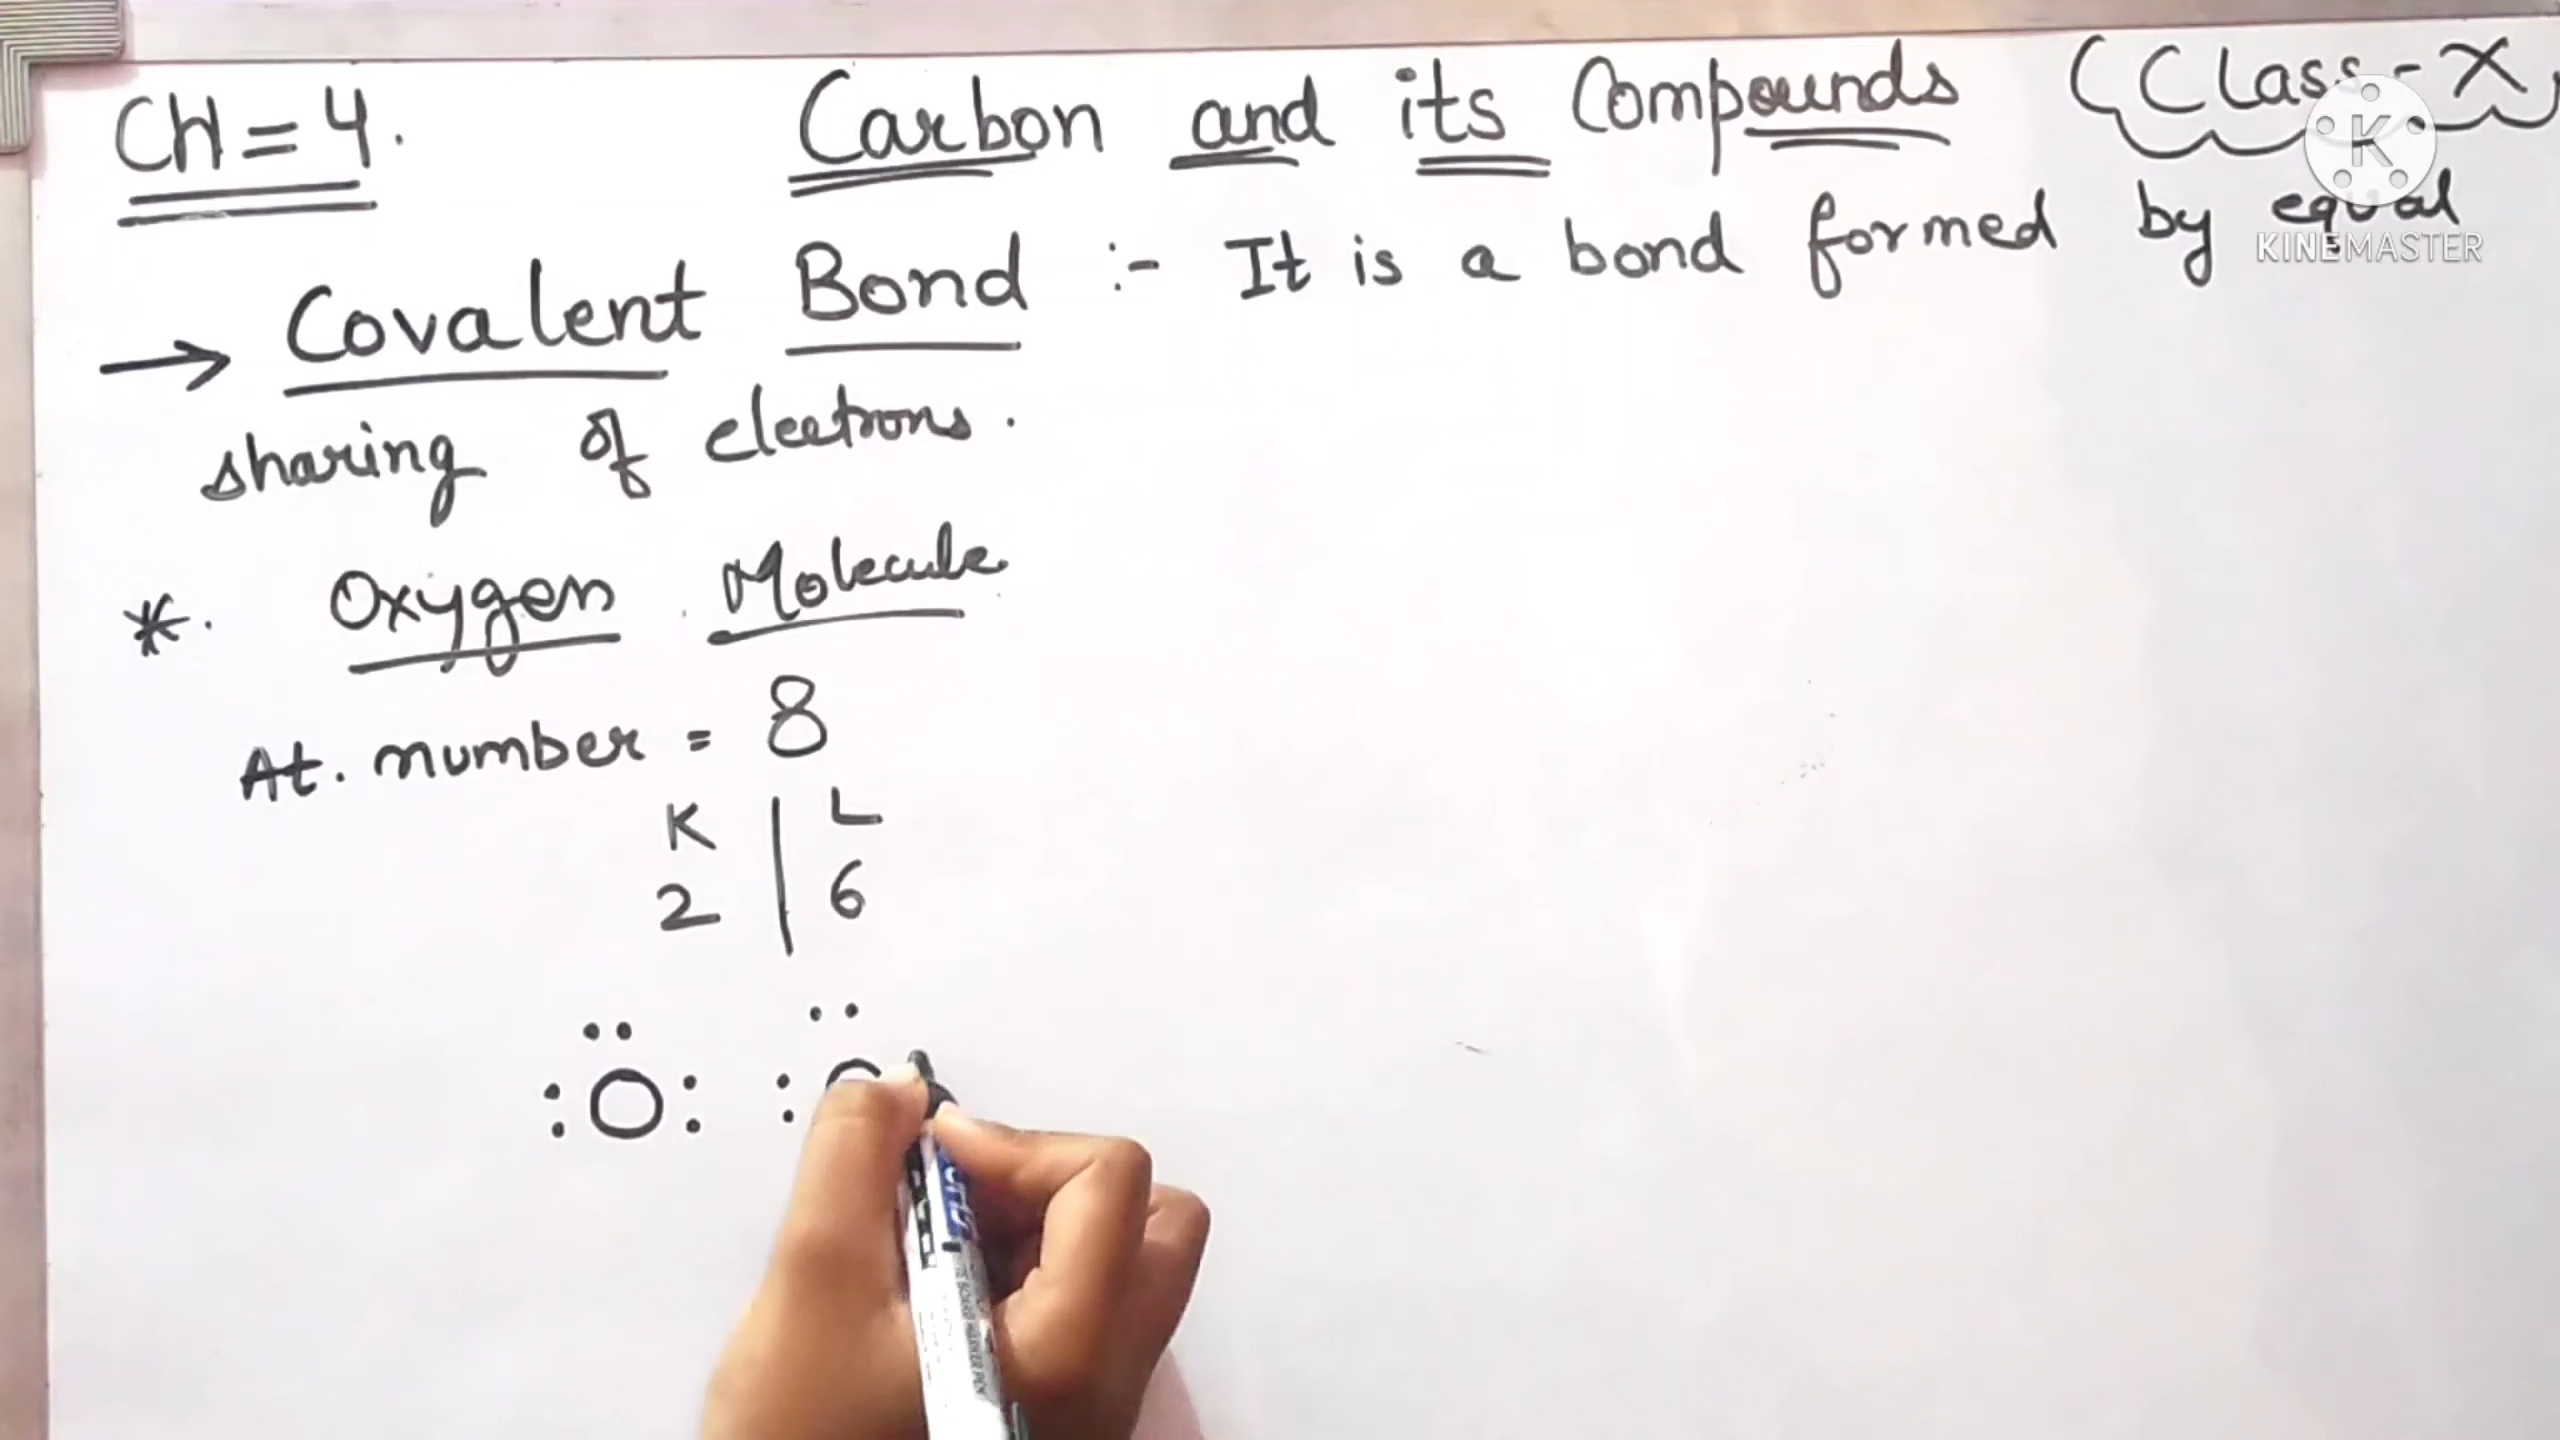 CH = 4. Carbon and its Compounds (Class-X)
K
KINEMASTER
→ Covalent Bond :- It is a bond formed by equal
sharing of electrons.
*. Oxygen Molecule
At. number = 8
K | L
2 | 6
O O